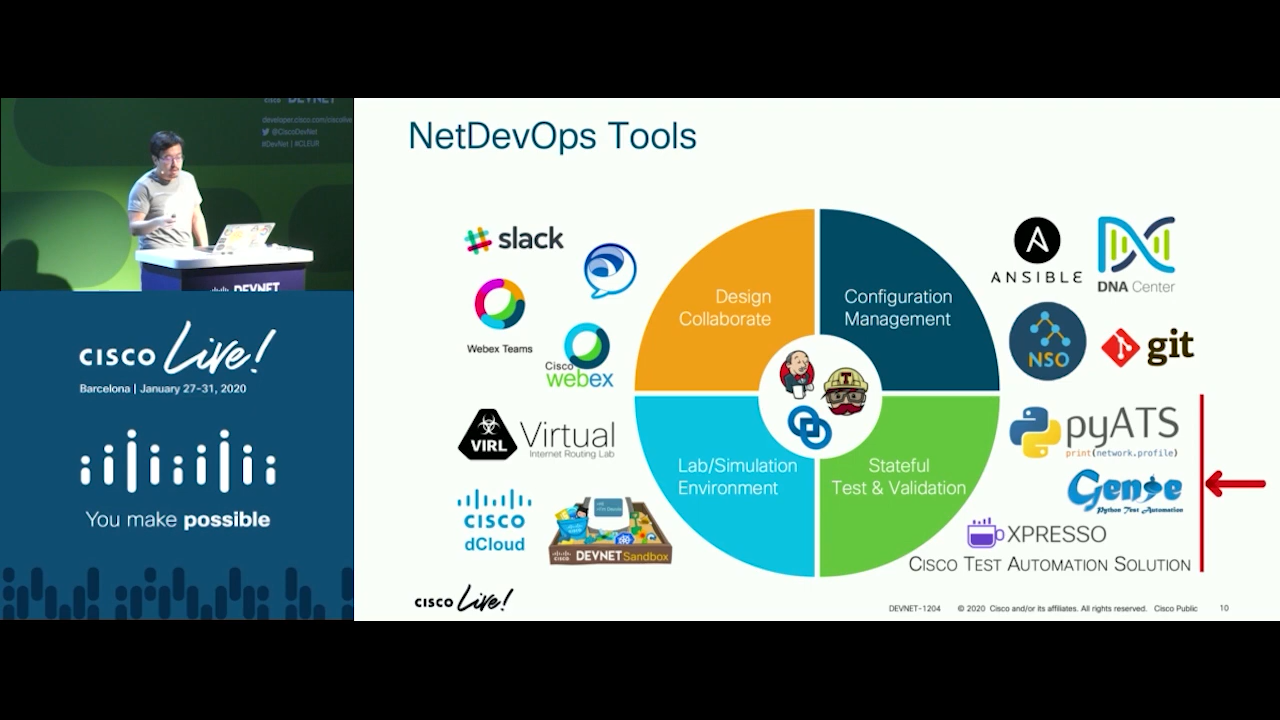 DEVNET
developer.cisco.com/ciscolive
@CiscoDevNet
#DevNet | #CLEUR
DEVNET
CISCO Live!
Barcelona | January 27-31, 2020
You make possible
NetDevOps Tools
slack
Webex Teams
Cisco
webex
Design
Collaborate
Configuration
Management
ANSIBLE
DNA Center
NSO
git
VIRL
Virtual
Internet Routing Lab
CISCO
dCloud
DEVNET Sandbox
Lab/Simulation
Environment
Stateful
Test & Validation
pyATS
print(network.profile)
Genie
Python Test Automation
XPRESSO
CISCO TEST AUTOMATION SOLUTION
CISCO Live!
DEVNET-1204 © 2020 Cisco and/or its affiliates. All rights reserved. Cisco Public 10